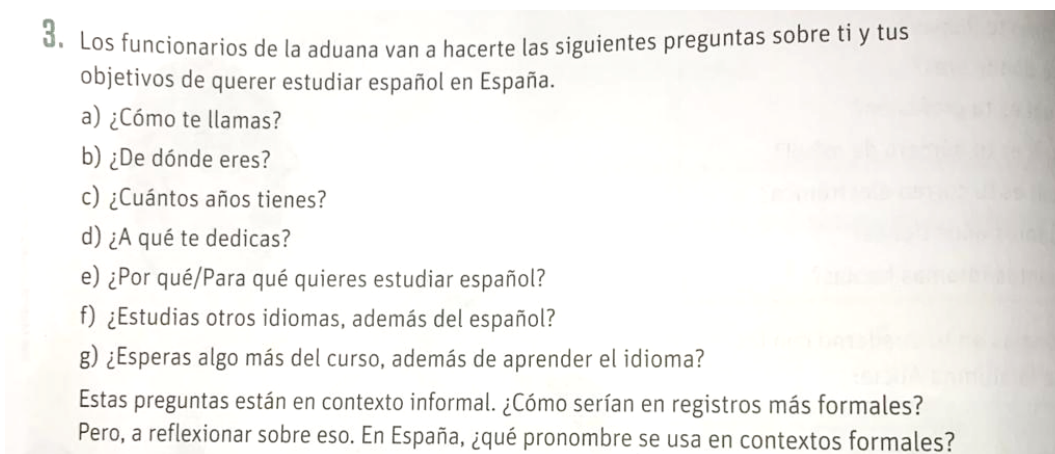 3. Los funcionarios de la aduana van a hacerte las siguientes preguntas sobre ti y tus
objetivos de querer estudiar español en España.
a) ¿Cómo te llamas?
b) ¿De dónde eres?
c) ¿Cuántos años tienes?
d) ¿A qué te dedicas?
e) ¿Por qué/Para qué quieres estudiar español?
f) ¿Estudias otros idiomas, además del español?
g) ¿Esperas algo más del curso, además de aprender el idioma?
Estas preguntas están en contexto informal. ¿Cómo serían en registros más formales?
Pero, a reflexionar sobre eso. En España, ¿qué pronombre se usa en contextos formales?